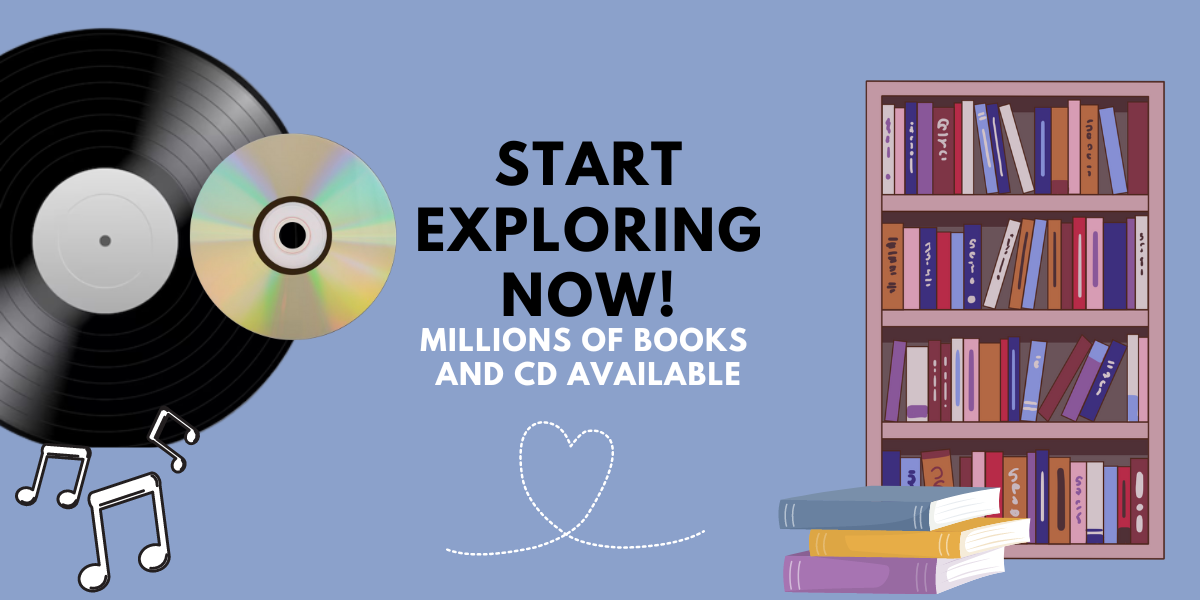 START
EXPLORING
NOW!
MILLIONS OF BOOKS
AND CD AVAILABLE